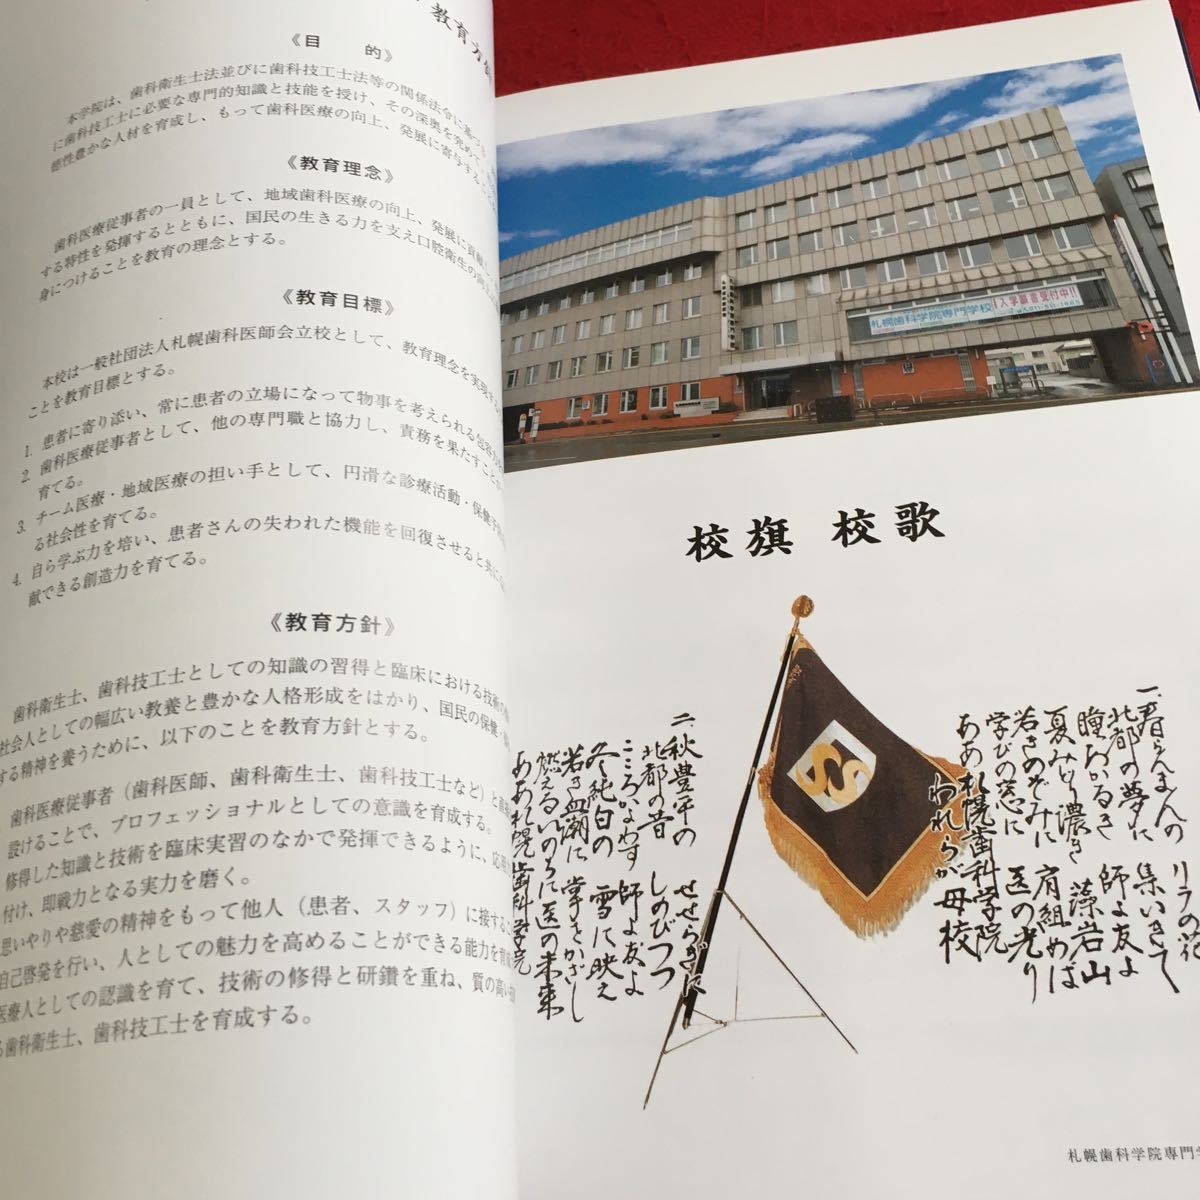 教育方針
《目　的》
本学院は、歯科衛生士法並びに歯科技工士法等の関係法令に基づ
に歯科技工士に必要な専門的知識と技能を授け、その深奥を究めて
徳性豊かな人材を育成し、もって歯科医療の向上、発展に寄与する
《教育理念》
歯科医療従事者の一員として、地域歯科医療の向上、発展に貢献
する特性を発揮するとともに、国民の生きる力を支え口腔衛生の向上
身につけることを教育の理念とする。
《教育目標》
本校は一般社団法人札幌歯科医師会立校として、教育理念を実現する
ことを教育目標とする。
1. 患者に寄り添い、常に患者の立場になって物事を考えられる包容力
2. 歯科医療従事者として、他の専門職と協力し、責務を果たすことが
育てる。
3. チーム医療・地域医療の担い手として、円滑な診療活動・保健
る社会性を育てる。
4. 自ら学ぶ力を培い、患者さんの失われた機能を回復させると共に
献できる創造力を育てる。
《教育方針》
歯科衛生士、歯科技工士としての知識の習得と臨床における技術
社会人としての幅広い教養と豊かな人格形成をはかり、国民の保健・
する精神を養うために、以下のことを教育方針とする。
歯科医療従事者（歯科医師、歯科衛生士、歯科技工士など）と
設けることで、プロフェッショナルとしての意識を育成する。
修得した知識と技術を臨床実習のなかで発揮できるように、応
付け、即戦力となる実力を磨く。
思いやりや慈愛の精神をもって他人（患者、スタッフ）に接する
自己啓発を行い、人としての魅力を高めることができる能力を育
医療人としての認識を育て、技術の修得と研鑽を重ね、質の高い
る歯科衛生士、歯科技工士を育成する。
札幌歯科学院専門学校
入学願書受付中!!
校旗 校歌
一、春らんまんの リラの花
北都の夢に 集いきて
瞳あかるき 師よ友よ
夏みどり濃き 藻岩山
若きのぞみに 肩組めば
学びの窓に 医の光り
ああ札幌歯科学院
われらが母校
二、秋豊平の せせらぎに
北都の昔 しのびつつ
こころかよわす 師よ友よ
冬純白の 雪に映え
若き血潮に 掌をかざし
燃えるいのちに医の未来
ああ札幌歯科学院
札幌歯科学院専門学